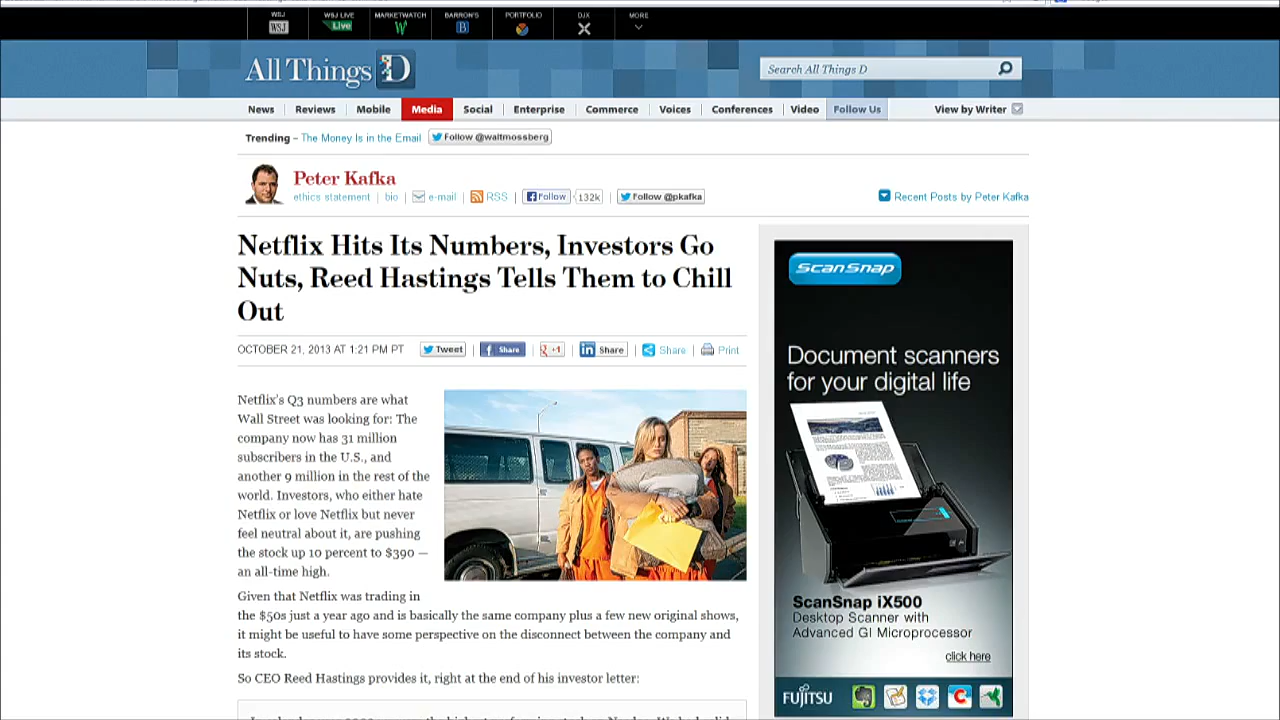 WSJ
WSJ
WSJ LIVE
Live
MARKETWATCH
W
BARRON'S
B
PORTFOLIO
DJX
MORE
All Things D
Search All Things D
News Reviews Mobile Media Social Enterprise Commerce Voices Conferences Video Follow Us View by Writer
Trending – The Money Is in the Email Follow @waltmossberg
Peter Kafka
ethics statement | bio | e-mail | RSS | Follow 132k | Follow @pkafka
Recent Posts by Peter Kafka
Netflix Hits Its Numbers, Investors Go
Nuts, Reed Hastings Tells Them to Chill
Out
OCTOBER 21, 2013 AT 1:21 PM PT Tweet | Share | +1 | Share | Share | Print
Netflix's Q3 numbers are what
Wall Street was looking for: The
company now has 31 million
subscribers in the U.S., and
another 9 million in the rest of the
world. Investors, who either hate
Netflix or love Netflix but never
feel neutral about it, are pushing
the stock up 10 percent to $390 —
an all-time high.
Given that Netflix was trading in
the $50s just a year ago and is basically the same company plus a few new original shows,
it might be useful to have some perspective on the disconnect between the company and
its stock.
So CEO Reed Hastings provides it, right at the end of his investor letter:
ScanSnap
Document scanners
for your digital life
ScanSnap iX500
Desktop Scanner with
Advanced GI Microprocessor
click here
FUJITSU